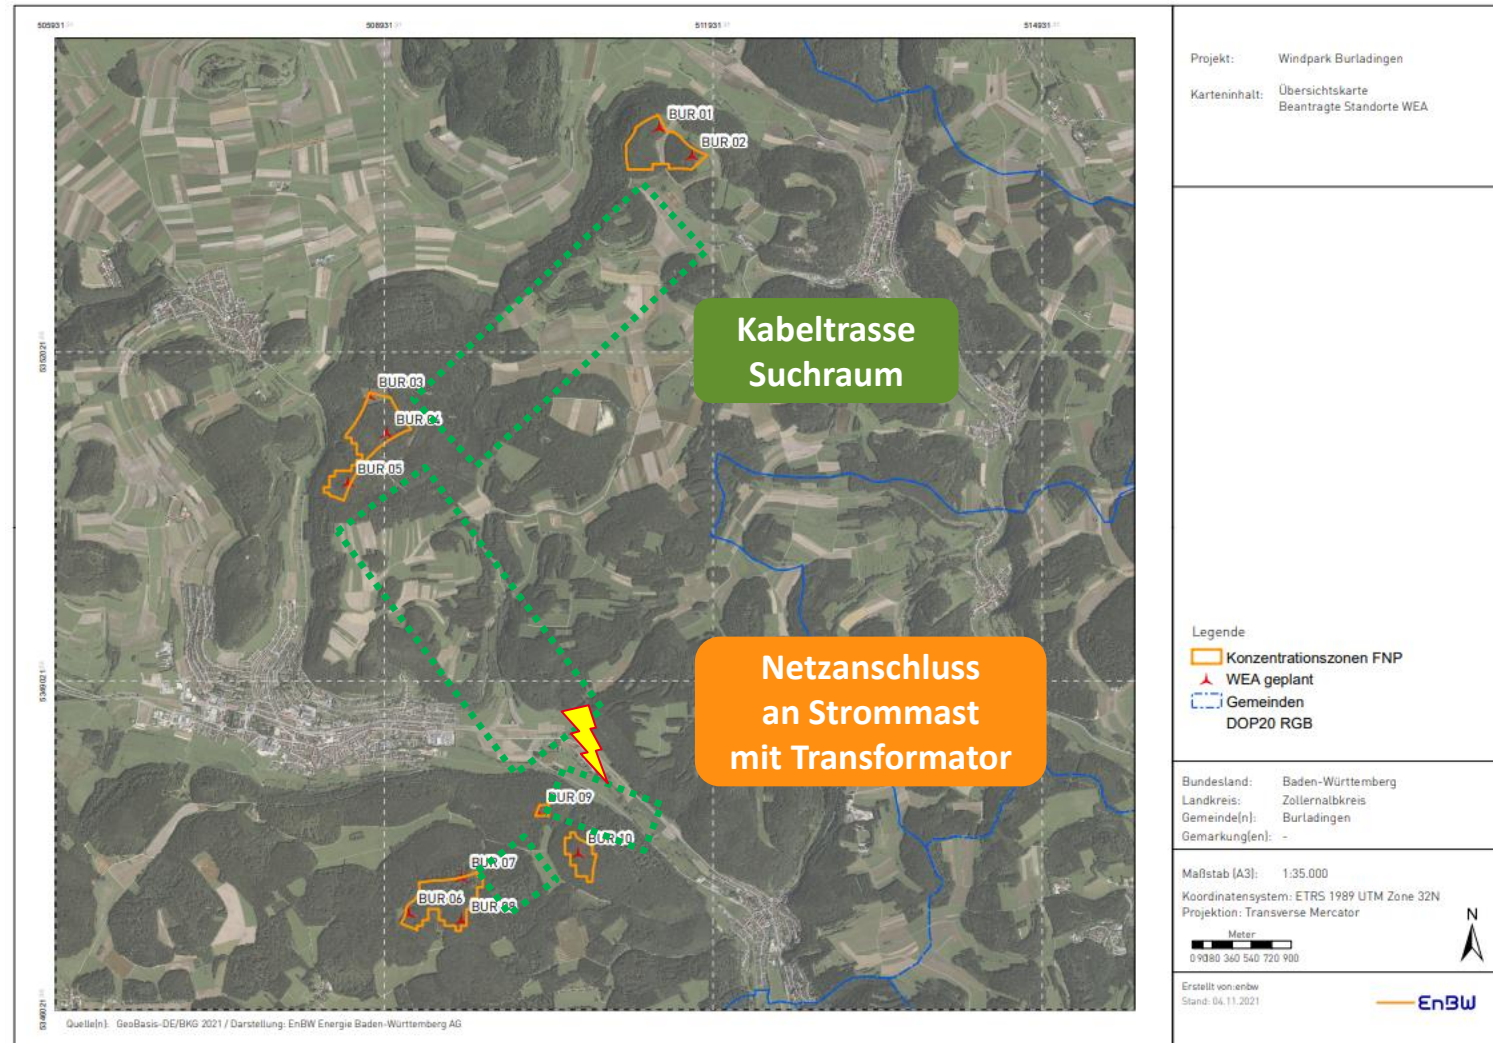 505931
508931
511931
514931
5352021
5349021
5346021
BUR 01
BUR 02
BUR 03
BUR 04
BUR 05
BUR 09
BUR 10
BUR 07
BUR 06
BUR 08
Kabeltrasse
Suchraum
Netzanschluss
an Strommast
mit Transformator
Quelle(n): GeoBasis-DE/BKG 2021 / Darstellung: EnBW Energie Baden-Württemberg AG
Projekt: Windpark Burladingen
Karteninhalt: Übersichtskarte
Beantragte Standorte WEA
Legende
Konzentrationszonen FNP
WEA geplant
Gemeinden
DOP20 RGB
Bundesland: Baden-Württemberg
Landkreis: Zollernalbkreis
Gemeinde(n): Burladingen
Gemarkung(en): -
Maßstab (A3): 1:35.000
Koordinatensystem: ETRS 1989 UTM Zone 32N
Projektion: Transverse Mercator
N
Meter
0 90180 360 540 720 900
Erstellt von:enbw
Stand: 04.11.2021
EnBW